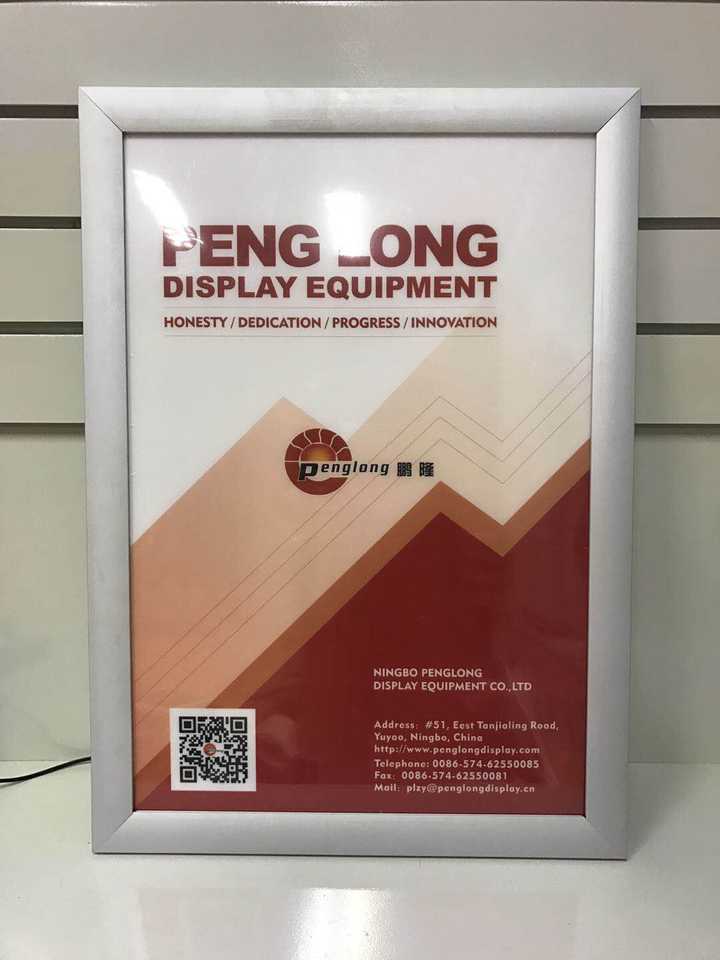 PENG LONG
DISPLAY EQUIPMENT
HONESTY / DEDICATION / PROGRESS / INNOVATION
Penglong 鹏隆
NINGBO PENGLONG
DISPLAY EQUIPMENT CO.,LTD
Address: #51, Eest Tanjialing Rood,
Yuyao, Ningbo, China
http://www.penglongdisplay.com
Telephone: 0086-574-62550085
Fax: 0086-574-62550081
Mail: plzy@penglongdisplay.cn